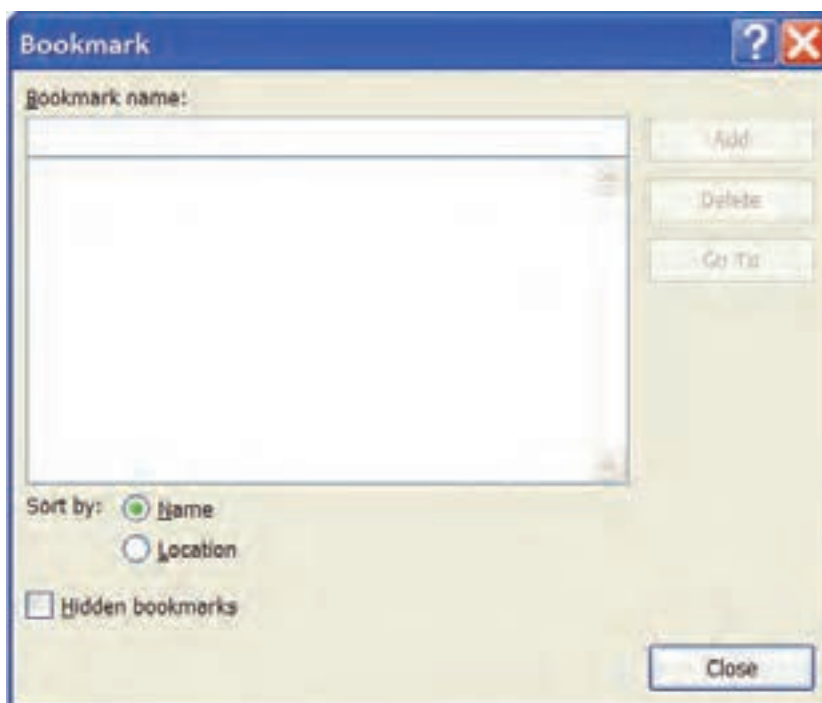 Bookmark
?
Bookmark name:
Add
Delete
Go To
Sort by: Name
Location
Hidden bookmarks
Close